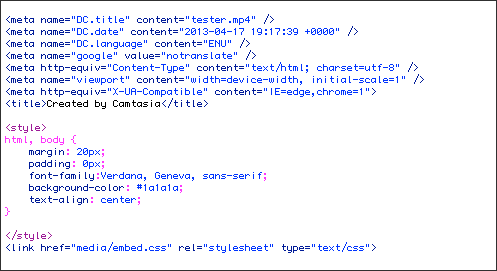 <meta name="DC.title" content="tester.mp4" />
<meta name="DC.date" content="2013-04-17 19:17:39 +0000" />
<meta name="DC.language" content="ENU" />
<meta name="google" value="notranslate" />
<meta http-equiv="Content-Type" content="text/html; charset=utf-8" />
<meta name="viewport" content="width=device-width, initial-scale=1" />
<meta http-equiv="X-UA-Compatible" content="IE=edge,chrome=1">
<title>Created by Camtasia</title>
<style>
html, body {
margin: 20px;
padding: 0px;
font-family:Verdana, Geneva, sans-serif;
background-color: #1a1a1a;
text-align: center;
}
</style>
<link href="media/embed.css" rel="stylesheet" type="text/css">